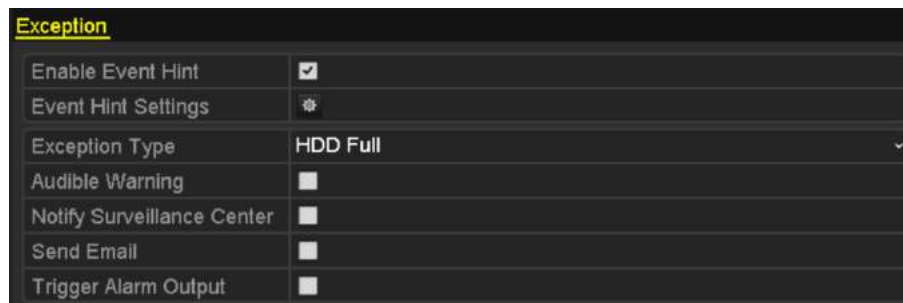 Exception
Enable Event Hint
Event Hint Settings
Exception Type HDD Full
Audible Warning
Notify Surveillance Center
Send Email
Trigger Alarm Output